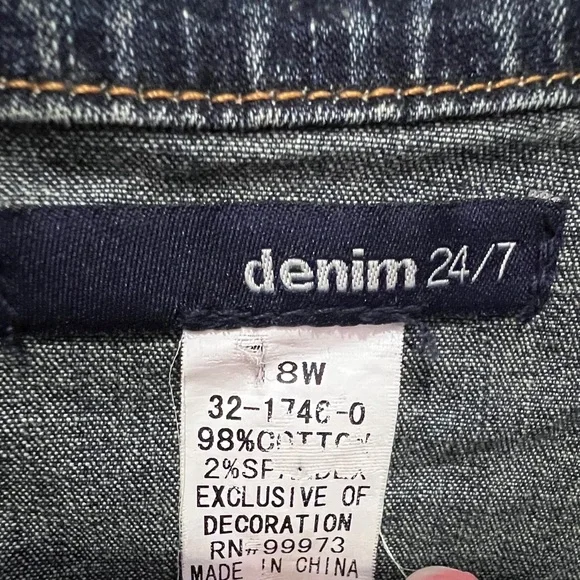 denim 24/7
8W
32-1746-0
98%COTTON
2%SPANDEX
EXCLUSIVE OF
DECORATION
RN#99973
MADE IN CHINA